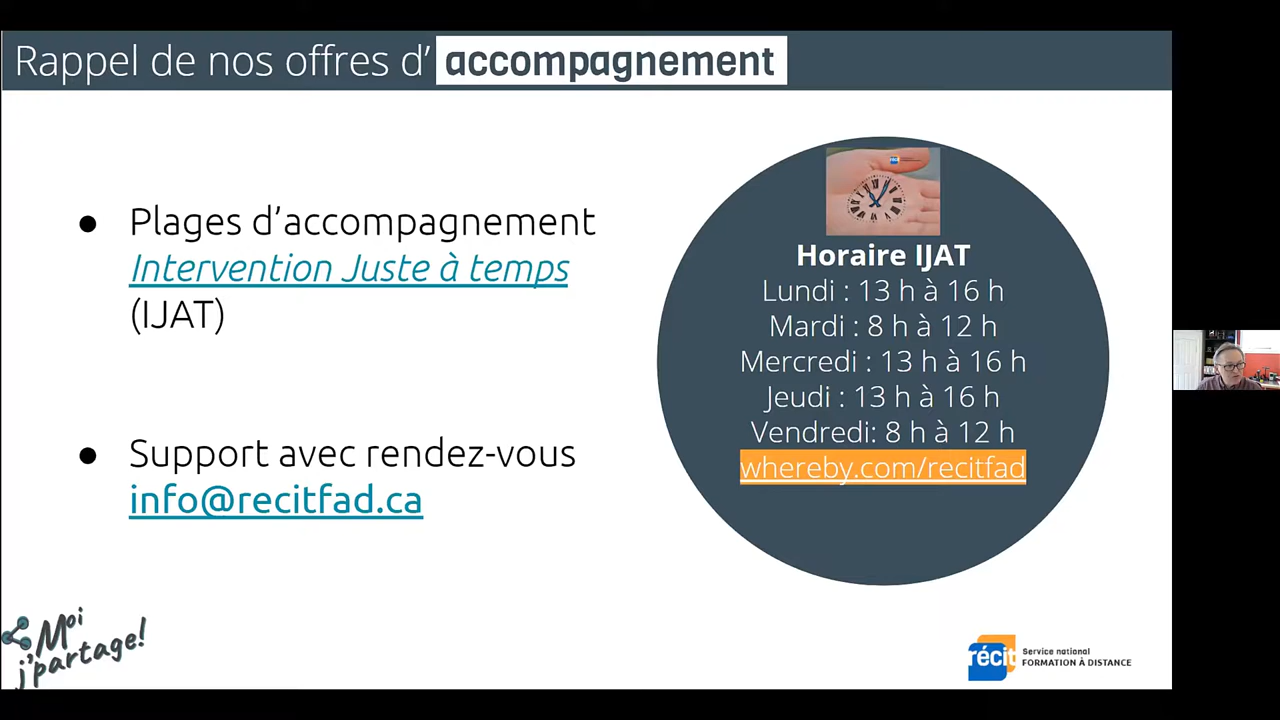 Rappel de nos offres d' accompagnement
● Plages d'accompagnement
Intervention Juste à temps
(IJAT)
● Support avec rendez-vous
info@recitfad.ca
récit
Horaire IJAT
Lundi : 13 h à 16 h
Mardi : 8 h à 12 h
Mercredi : 13 h à 16 h
Jeudi : 13 h à 16 h
Vendredi: 8 h à 12 h
whereby.com/recitfad
Moi
j'partage!
récit
Service national
FORMATION À DISTANCE